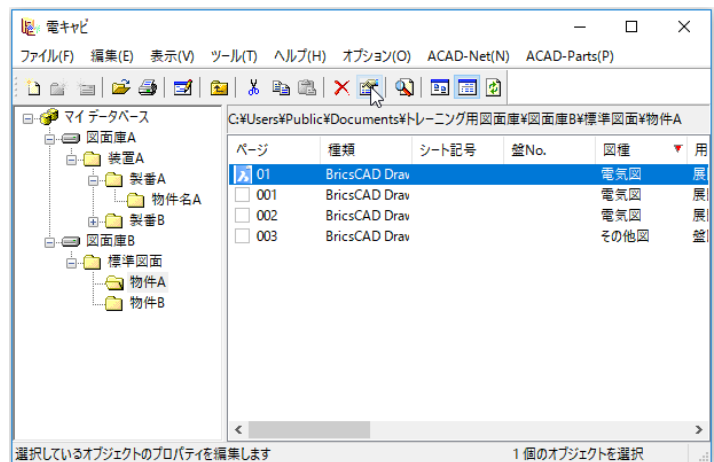 電キャビ
ファイル(F) 編集(E) 表示(V) ツール(T) ヘルプ(H) オプション(O) ACAD-Net(N) ACAD-Parts(P)
マイ データベース
図面庫A
装置A
製番A
物件名A
製番B
図面庫B
標準図面
物件A
物件B
C:¥Users¥Public¥Documents¥トレーニング用図面庫¥図面庫B¥標準図面¥物件A
ページ 種類 シート記号 盤No. 図種 用
01 BricsCAD Drav 電気図 展
001 BricsCAD Drav 電気図 展
002 BricsCAD Drav 電気図 展
003 BricsCAD Drav その他図 盤
選択しているオブジェクトのプロパティを編集します 1 個のオブジェクトを選択